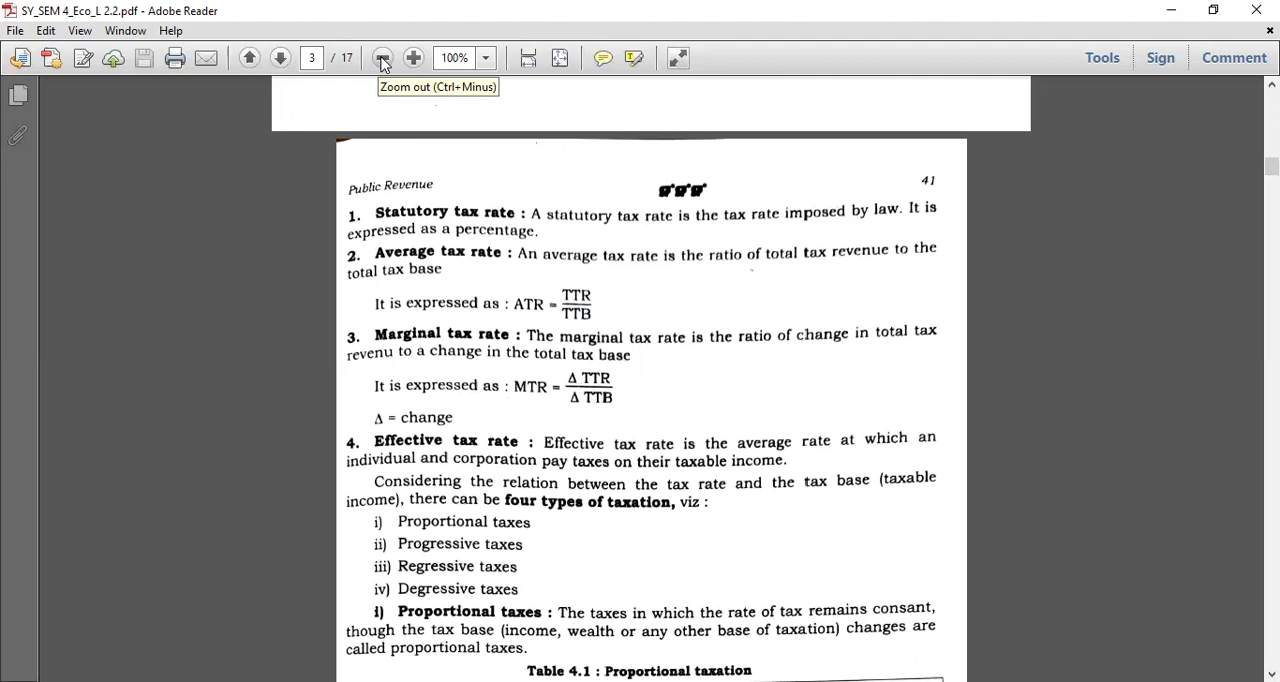 SY_SEM 4_Eco_L 2.2.pdf - Adobe Reader
File Edit View Window Help
3 / 17 100% Tools Sign Comment
Zoom out (Ctrl+Minus)
Public Revenue 41
1. Statutory tax rate : A statutory tax rate is the tax rate imposed by law. It is
expressed as a percentage.
2. Average tax rate : An average tax rate is the ratio of total tax revenue to the
total tax base
It is expressed as : ATR = TTR / TTB
3. Marginal tax rate : The marginal tax rate is the ratio of change in total tax
revenu to a change in the total tax base
It is expressed as : MTR = Δ TTR / Δ TTB
Δ = change
4. Effective tax rate : Effective tax rate is the average rate at which an
individual and corporation pay taxes on their taxable income.
Considering the relation between the tax rate and the tax base (taxable
income), there can be four types of taxation, viz :
i) Proportional taxes
ii) Progressive taxes
iii) Regressive taxes
iv) Degressive taxes
i) Proportional taxes : The taxes in which the rate of tax remains consant,
though the tax base (income, wealth or any other base of taxation) changes are
called proportional taxes.
Table 4.1 : Proportional taxation